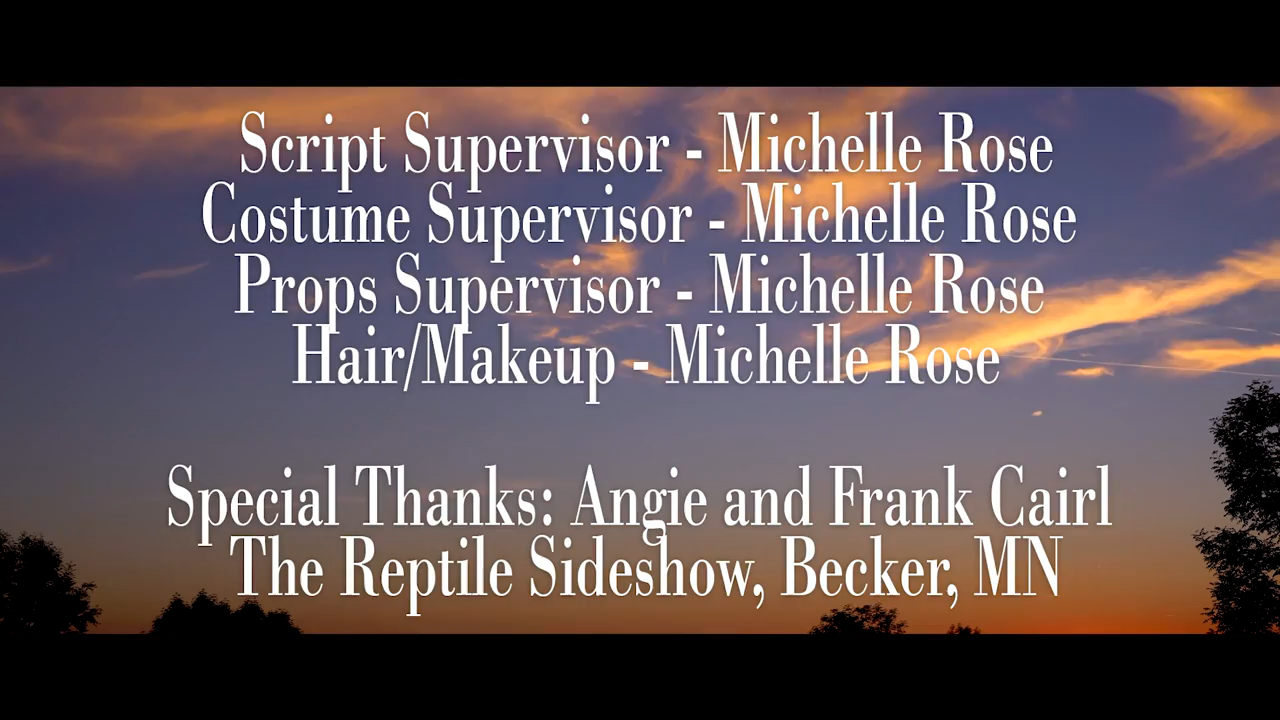 Script Supervisor - Michelle Rose
Costume Supervisor - Michelle Rose
Props Supervisor - Michelle Rose
Hair/Makeup - Michelle Rose
Special Thanks: Angie and Frank Cairl
The Reptile Sideshow, Becker, MN